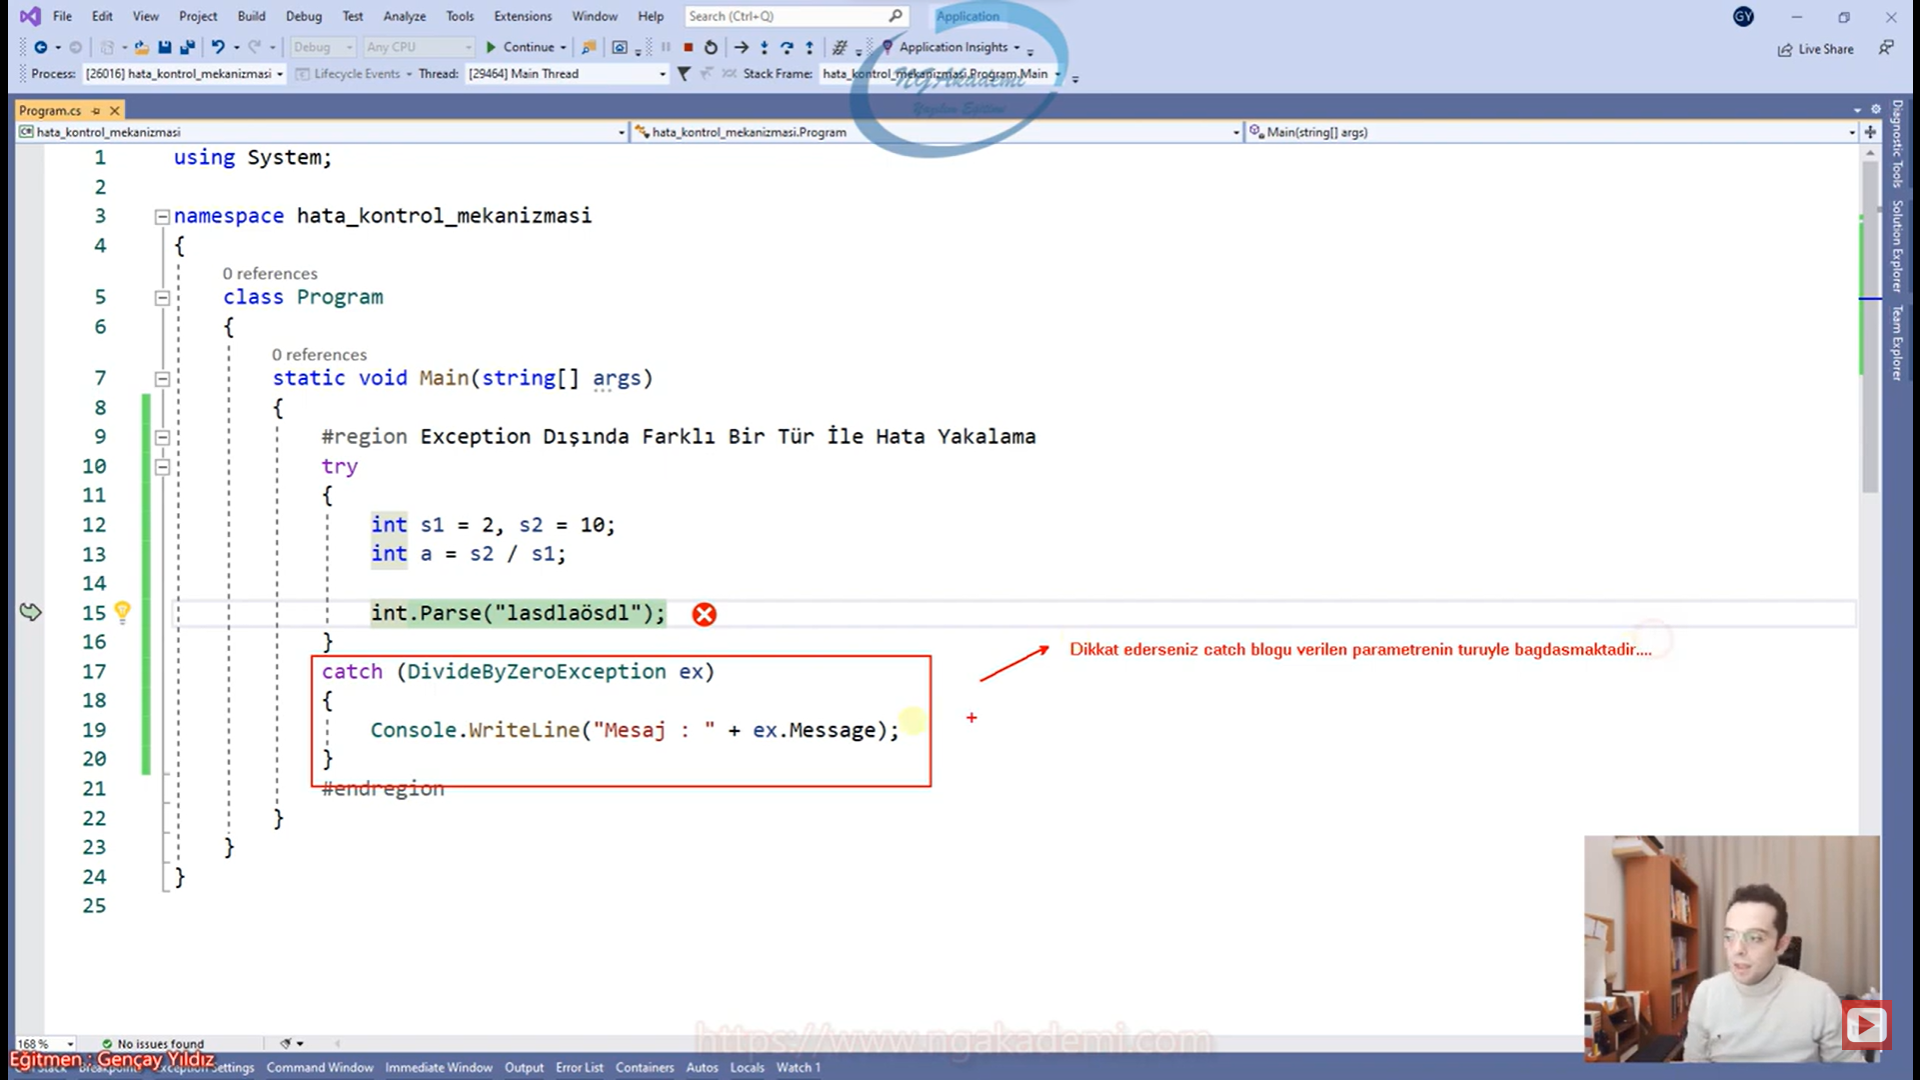 File Edit View Project Build Debug Test Analyze Tools Extensions Window Help Search (Ctrl+Q) Application GY
Debug Any CPU Continue Application Insights Live Share
Process: [26016] hata_kontrol_mekanizması Lifecycle Events Thread: [29464] Main Thread Stack Frame: hata_kontrol_mekanizmasi.Program.Main
NGAkademi
Yazılım Eğitimi
Program.cs
hata_kontrol_mekanizmasi hata_kontrol_mekanizmasi.Program Main(string[] args)
Diagnostic Tools
Solution Explorer
Team Explorer
1 using System;
2
3 namespace hata_kontrol_mekanizmasi
4 {
0 references
5 class Program
6 {
0 references
7 static void Main(string[] args)
8 {
9 #region Exception Dışında Farklı Bir Tür İle Hata Yakalama
10 try
11 {
12 int s1 = 2, s2 = 10;
13 int a = s2 / s1;
14
15 int.Parse("lasdlaösdl");
16 }
Dikkat ederseniz catch blogu verilen parametrenin turuyle bagdasmaktadir....
17 catch (DivideByZeroException ex)
18 {
19 Console.WriteLine("Mesaj : " + ex.Message);
20 }
21 #endregion
22 }
23 }
24 }
25
https://www.ngakademi.com
168 % No issues found
Eğitmen : Gençay Yıldız
Settings Command Window Immediate Window Output Error List Containers Autos Locals Watch 1